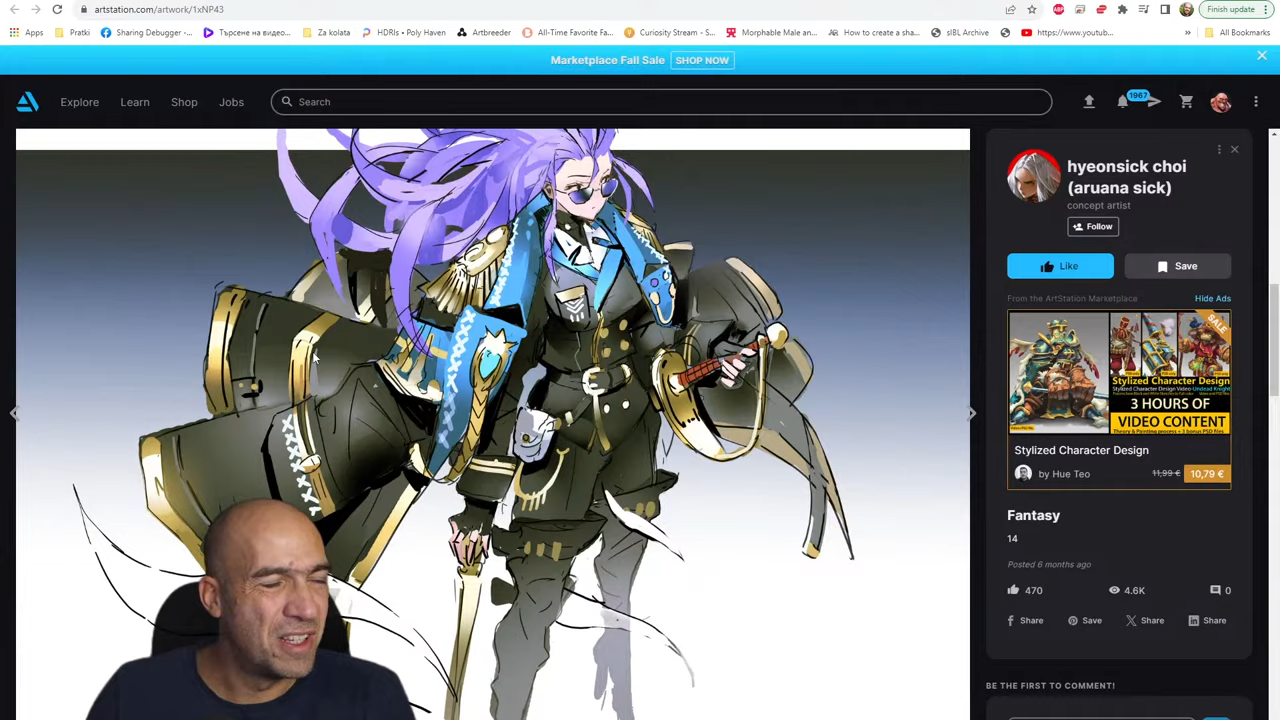 artstation.com/artwork/1xNP43
Finish update
Apps
Pratki
Sharing Debugger -...
Търсене на видео...
Za kolata
HDRIs • Poly Haven
Artbreeder
All-Time Favorite Fa...
Curiosity Stream - S...
Morphable Male an...
How to create a sha...
sIBL Archive
https://www.youtub...
»
All Bookmarks
Marketplace Fall Sale SHOP NOW
Explore
Learn
Shop
Jobs
Search
1967
hyeonsick choi
(aruana sick)
concept artist
Follow
Like
Save
From the ArtStation Marketplace
Hide Ads
SALE
Stylized Character Design
Stylized Character Design Video
3 HOURS OF
VIDEO CONTENT
Stylized Character Design
by Hue Teo
11,99 €
10,79 €
Fantasy
14
Posted 6 months ago
470
4.6K
0
Share
Save
Share
Share
BE THE FIRST TO COMMENT!